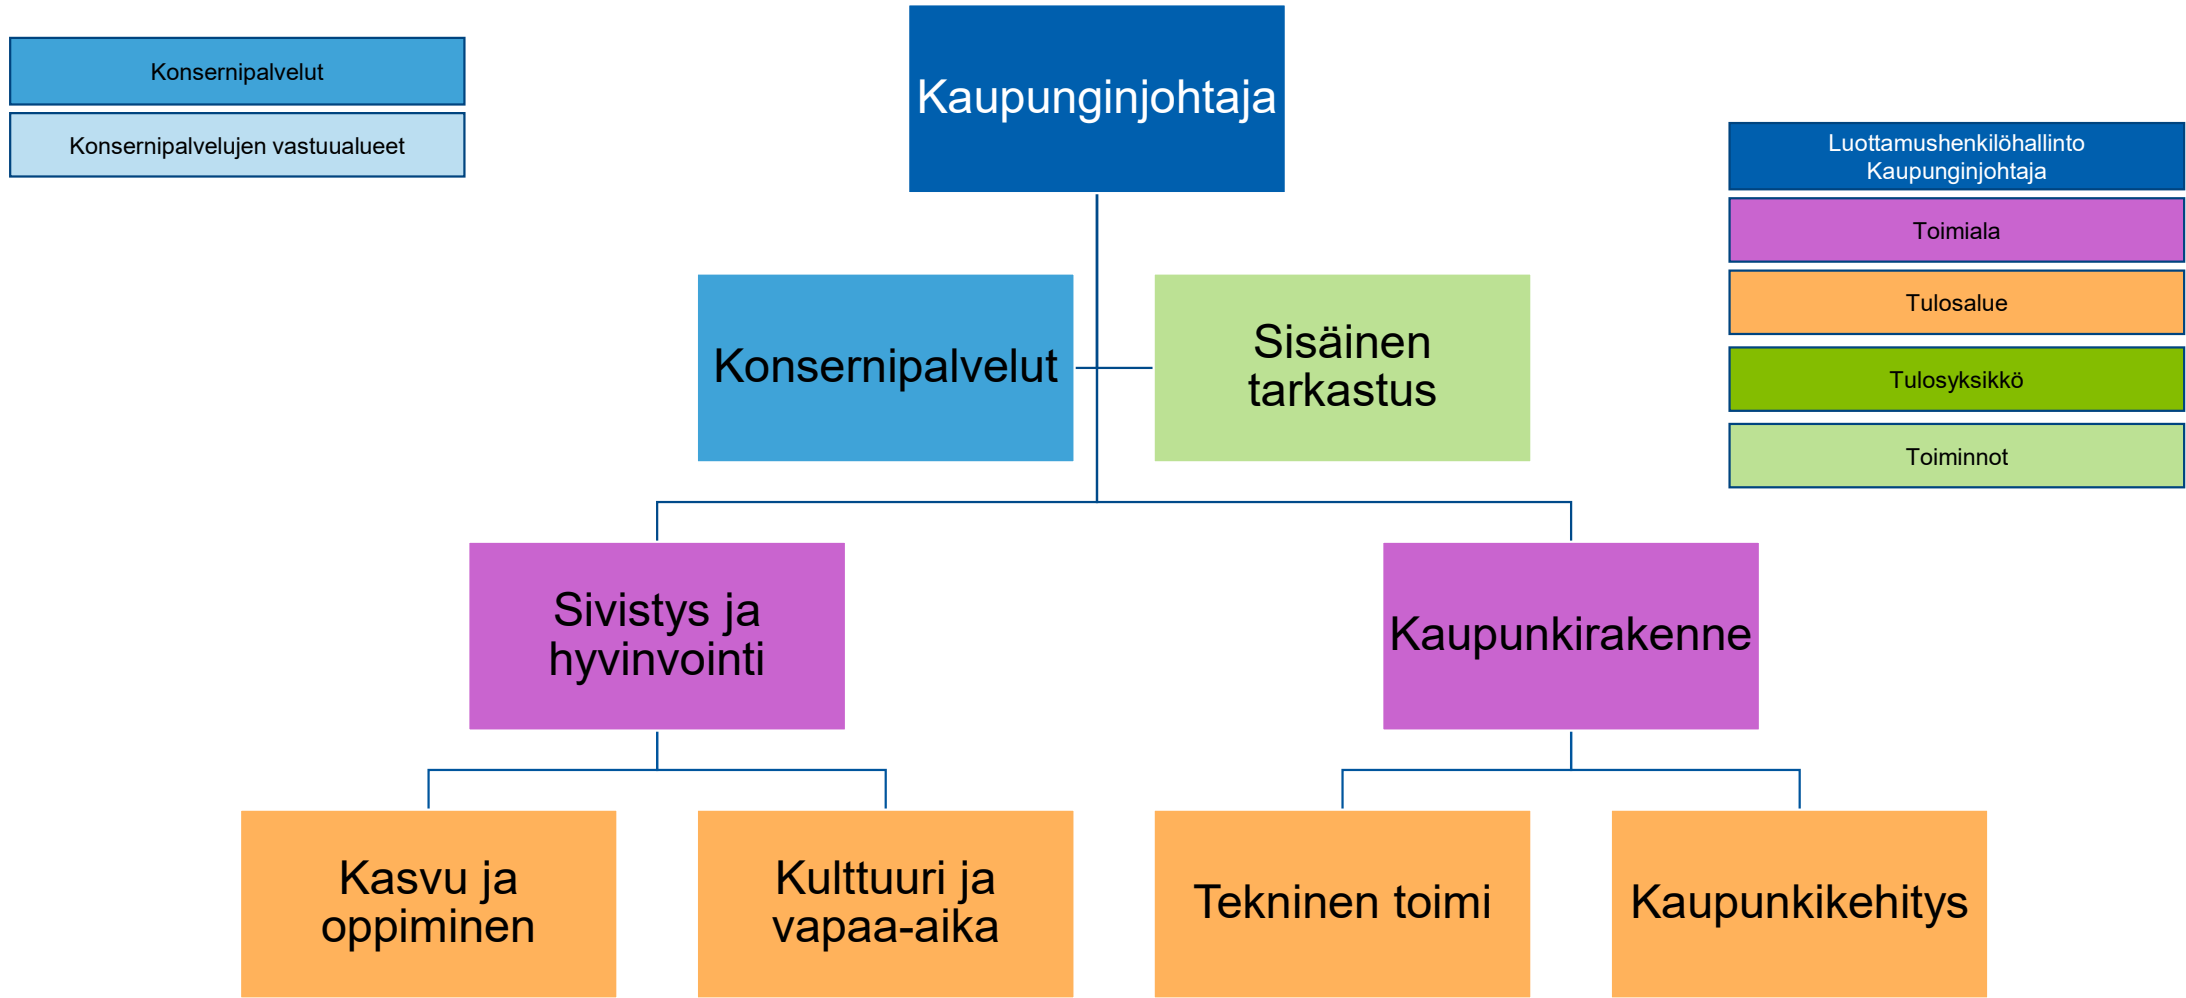 Konsernipalvelut
Konsernipalvelujen vastuualueet
Kaupunginjohtaja
Luottamushenkilöhallinto
Kaupunginjohtaja
Toimiala
Tulosalue
Tulosyksikkö
Toiminnot
Konsernipalvelut
Sisäinen
tarkastus
Sivistys ja
hyvinvointi
Kaupunkirakenne
Kasvu ja
oppiminen
Kulttuuri ja
vapaa-aika
Tekninen toimi
Kaupunkikehitys